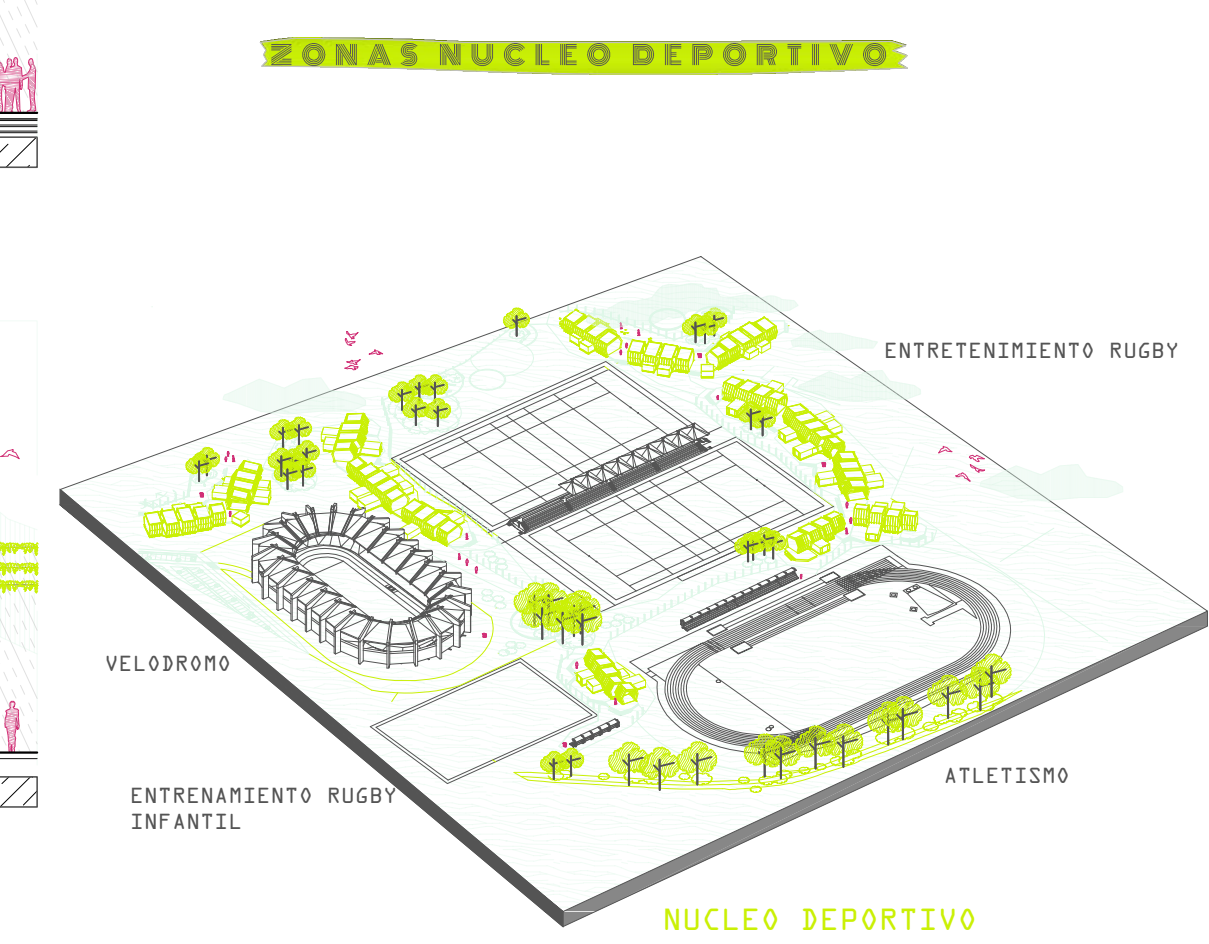 ZONAS NUCLEO DEPORTIVO
ENTRETENIMIENTO RUGBY
VELODROMO
ATLETISMO
ENTRENAMIENTO RUGBY
INFANTIL
NUCLEO DEPORTIVO